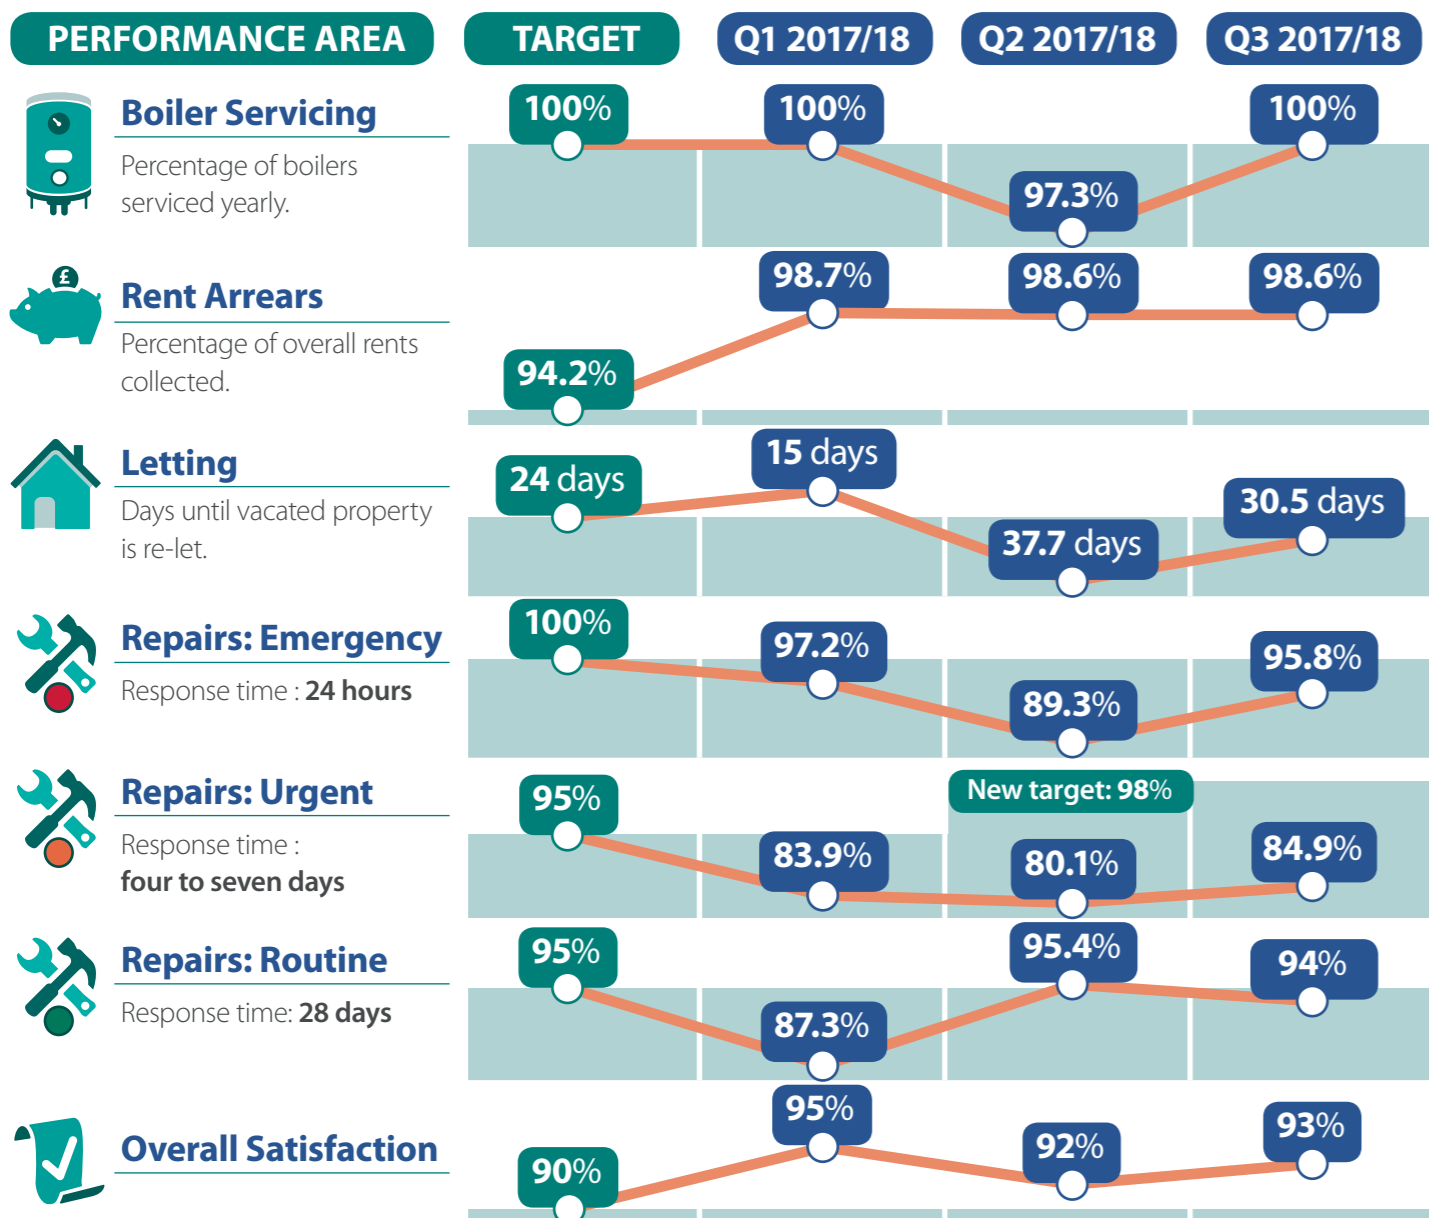 PERFORMANCE AREA
TARGET
Q1 2017/18
Q2 2017/18
Q3 2017/18
Boiler Servicing
Percentage of boilers
serviced yearly.
100%
100%
97.3%
100%
£
Rent Arrears
Percentage of overall rents
collected.
94.2%
98.7%
98.6%
98.6%
Letting
Days until vacated property
is re-let.
24 days
15 days
37.7 days
30.5 days
Repairs: Emergency
Response time : 24 hours
100%
97.2%
89.3%
95.8%
Repairs: Urgent
Response time :
four to seven days
95%
83.9%
New target: 98%
80.1%
84.9%
Repairs: Routine
Response time: 28 days
95%
87.3%
95.4%
94%
Overall Satisfaction
90%
95%
92%
93%